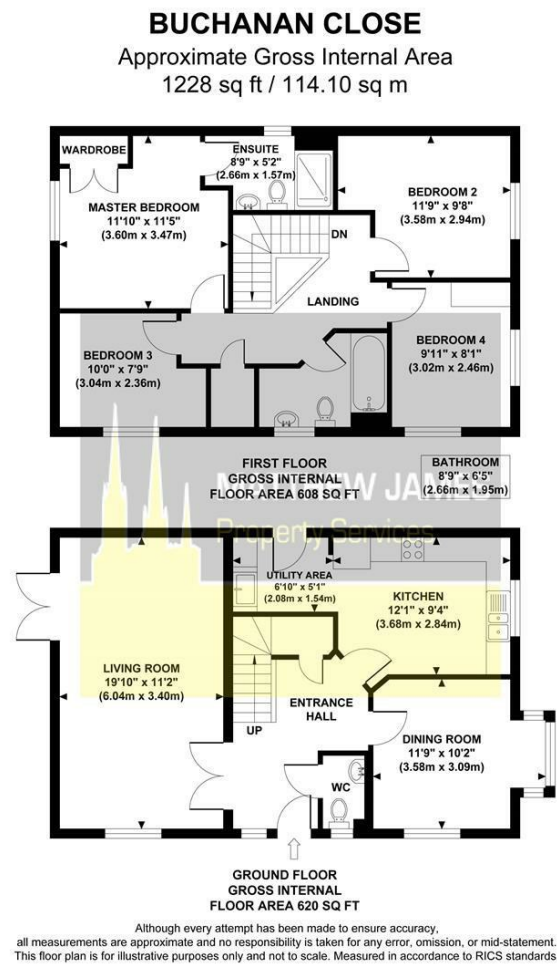 BUCHANAN CLOSE
Approximate Gross Internal Area
1228 sq ft / 114.10 sq m
WARDROBE
ENSUITE
8'9" x 5'2"
(2.66m x 1.57m)
MASTER BEDROOM
11'10" x 11'5"
(3.60m x 3.47m)
BEDROOM 2
11'9" x 9'8"
(3.58m x 2.94m)
DN
LANDING
BEDROOM 3
10'0" x 7'9"
(3.04m x 2.36m)
BEDROOM 4
9'11" x 8'1"
(3.02m x 2.46m)
FIRST FLOOR
GROSS INTERNAL
FLOOR AREA 608 SQ FT
BATHROOM
8'9" x 6'5"
(2.66m x 1.95m)
JAMES
Property Services
UTILITY AREA
6'10" x 5'1"
(2.08m x 1.54m)
KITCHEN
12'1" x 9'4"
(3.68m x 2.84m)
LIVING ROOM
19'10" x 11'2"
(6.04m x 3.40m)
ENTRANCE
HALL
UP
DINING ROOM
11'9" x 10'2"
(3.58m x 3.09m)
WC
GROUND FLOOR
GROSS INTERNAL
FLOOR AREA 620 SQ FT
Although every attempt has been made to ensure accuracy,
all measurements are approximate and no responsibility is taken for any error, omission, or mid-statement.
This floor plan is for illustrative purposes only and not to scale. Measured in accordance to RICS standards.